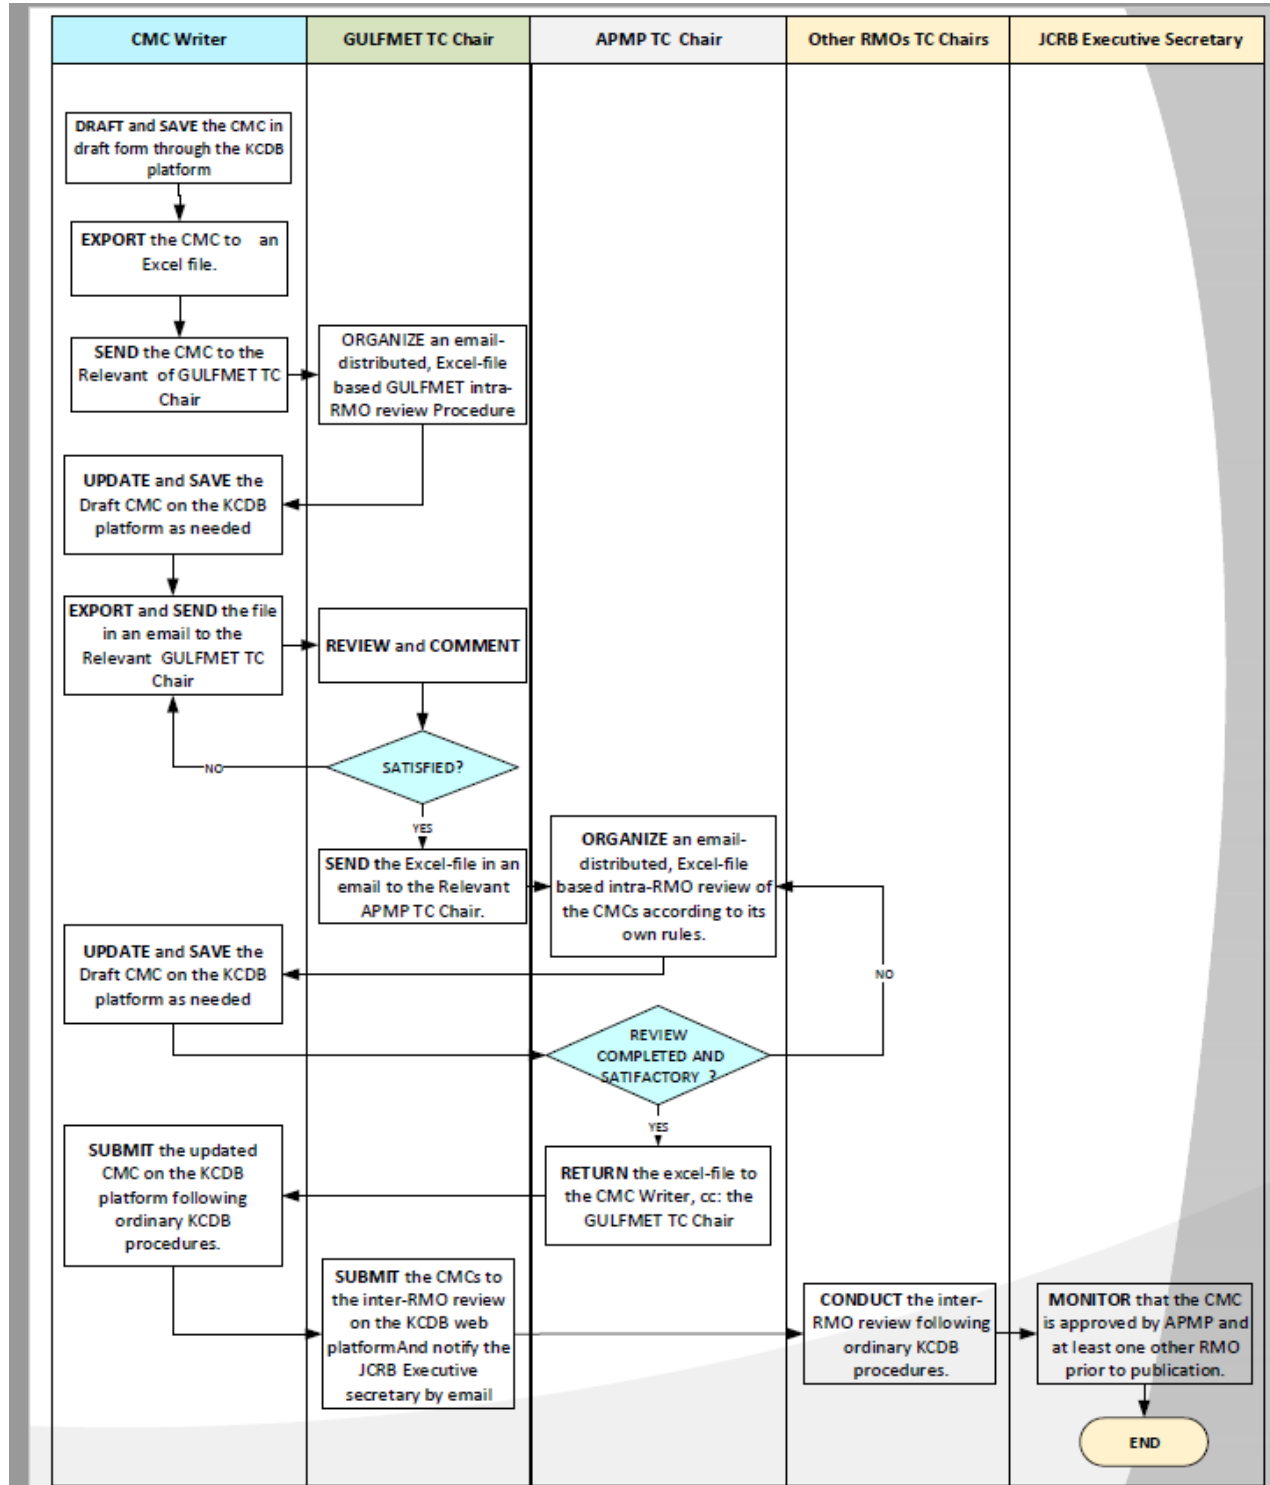 CMC Writer
GULFMET TC Chair
APMP TC Chair
Other RMOs TC Chairs
JCRB Executive Secretary
DRAFT and SAVE the CMC in
draft form through the KCDB
platform
EXPORT the CMC to an
Excel file.
SEND the CMC to the
Relevant of GULFMET TC
Chair
ORGANIZE an email-
distributed, Excel-file
based GULFMET intra-
RMO review Procedure
UPDATE and SAVE the
Draft CMC on the KCDB
platform as needed
EXPORT and SEND the file
in an email to the
Relevant GULFMET TC
Chair
REVIEW and COMMENT
SATISFIED?
NO
YES
SEND the Excel-file in an
email to the Relevant
APMP TC Chair.
ORGANIZE an email-
distributed, Excel-file
based intra-RMO review of
the CMCs according to its
own rules.
UPDATE and SAVE the
Draft CMC on the KCDB
platform as needed
NO
REVIEW
COMPLETED AND
SATIFACTORY ?
YES
RETURN the excel-file to
the CMC Writer, cc: the
GULFMET TC Chair
SUBMIT the updated
CMC on the KCDB
platform following
ordinary KCDB
procedures.
SUBMIT the CMCs to
the inter-RMO review
on the KCDB web
platformAnd notify the
JCRB Executive
secretary by email
CONDUCT the inter-
RMO review following
ordinary KCDB
procedures.
MONITOR that the CMC
is approved by APMP and
at least one other RMO
prior to publication.
END